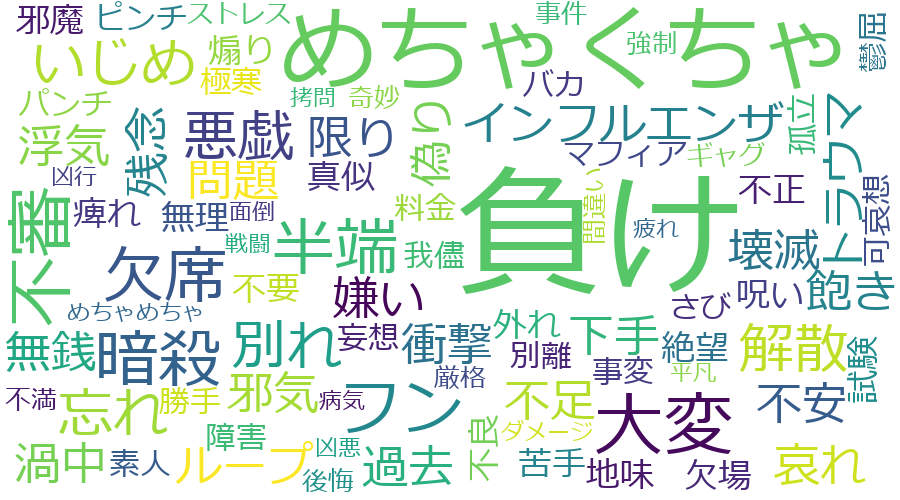 邪魔
ピンチ
ストレス
事件
めちゃくちゃ
いじめ
煽り
強制
鬱屈
極寒
バカ
パンチ
拷問
奇妙
インフルエンザ
孤立
トラウマ
浮気
残念
悪戯
限り
偽り
マフィア
ギャグ
凶行
問題
真似
負け
不正
可哀想
不審
痺れ
無理
面倒
料金
間違い
疲れ
戦闘
半端
我儘
壊滅
欠席
不要
嫌い
さび
呪い
飽き
めちゃめちゃ
無銭
暗殺
別れ
妄想
衝撃
外れ
下手
絶望
解散
別離
事変
平凡
試験
厳格
不満
忘れ
勝手
邪気
病気
フン
不足
大変
不安
渦中
素人
障害
ループ
凶悪
後悔
過去
不良
ダメージ
苦手
地味
欠場
哀れ